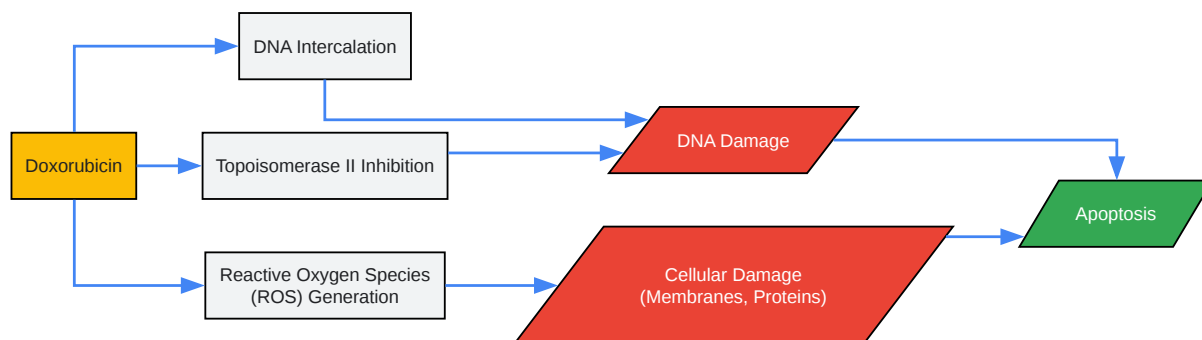 DNA Intercalation
DNA Damage
Doxorubicin
Topoisomerase II Inhibition
Apoptosis
Reactive Oxygen Species
(ROS) Generation
Cellular Damage
(Membranes, Proteins)